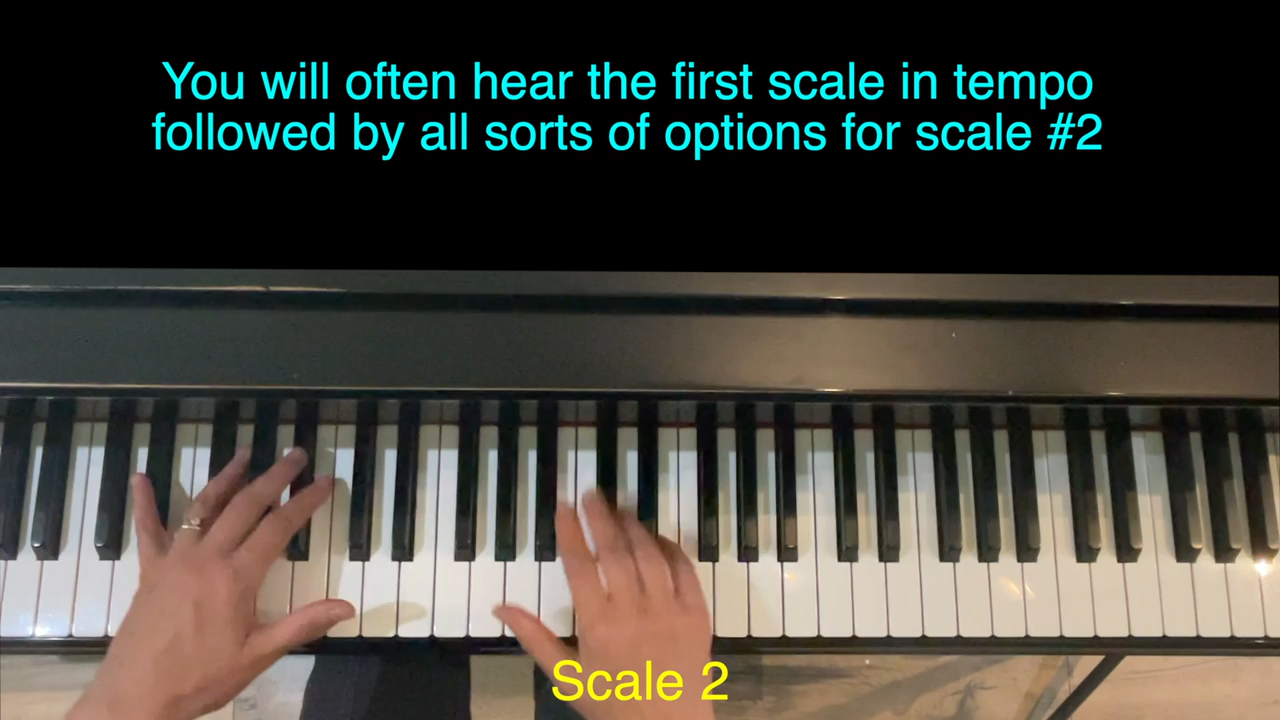 You will often hear the first scale in tempo
followed by all sorts of options for scale #2
Scale 2